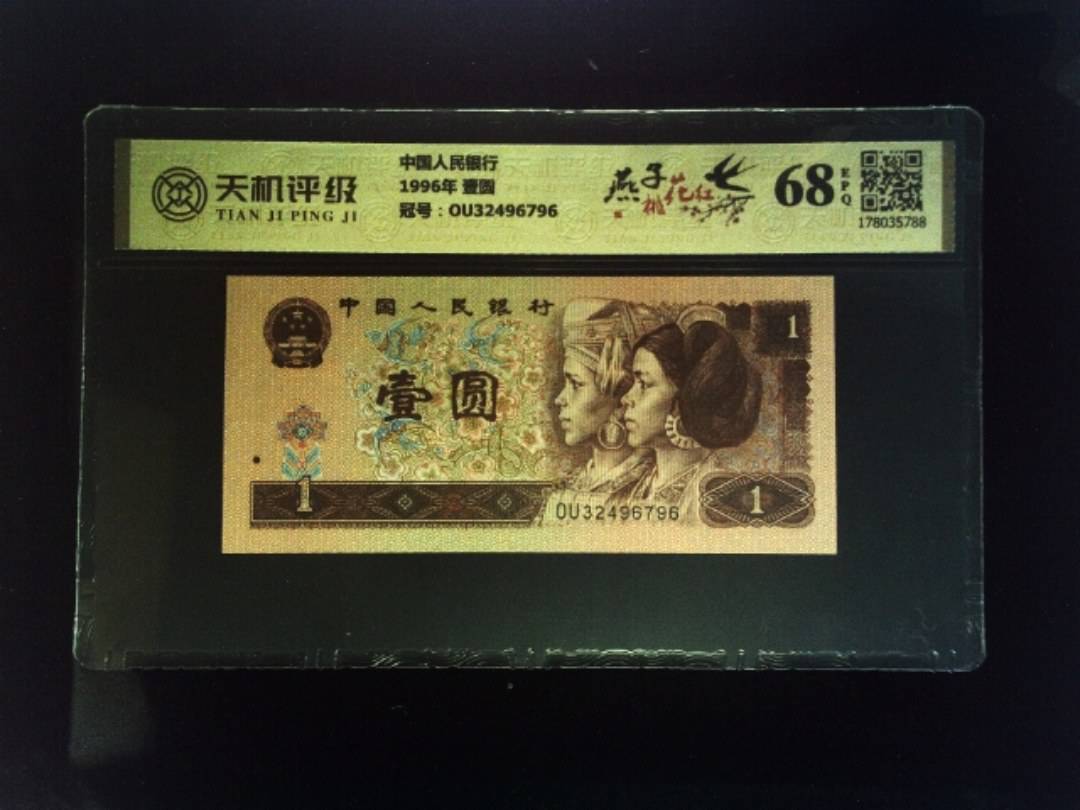 天机评级
TIAN JI PING JI
中国人民银行
1996年 壹圆
冠号：OU32496796
燕子桃花红
68
EPQ
178035788
中国人民银行
壹圆
1
1
OU32496796
1